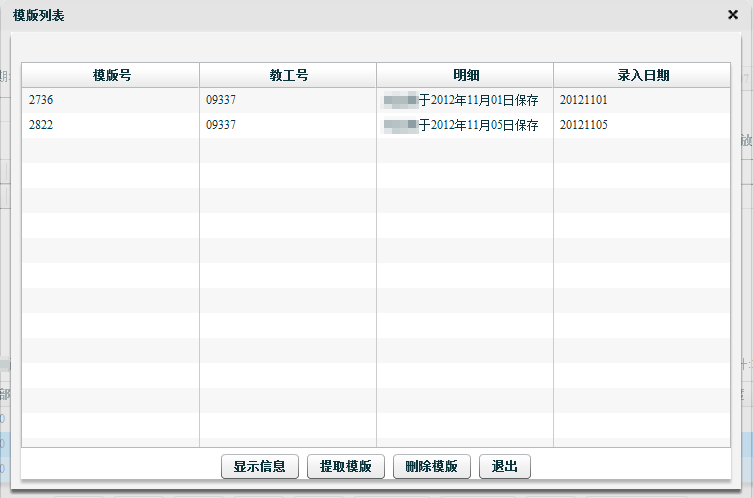 模版列表
模版号 教工号 明细 录入日期
2736 09337 于2012年11月01日保存 20121101
2822 09337 于2012年11月05日保存 20121105
显示信息 提取模版 删除模版 退出